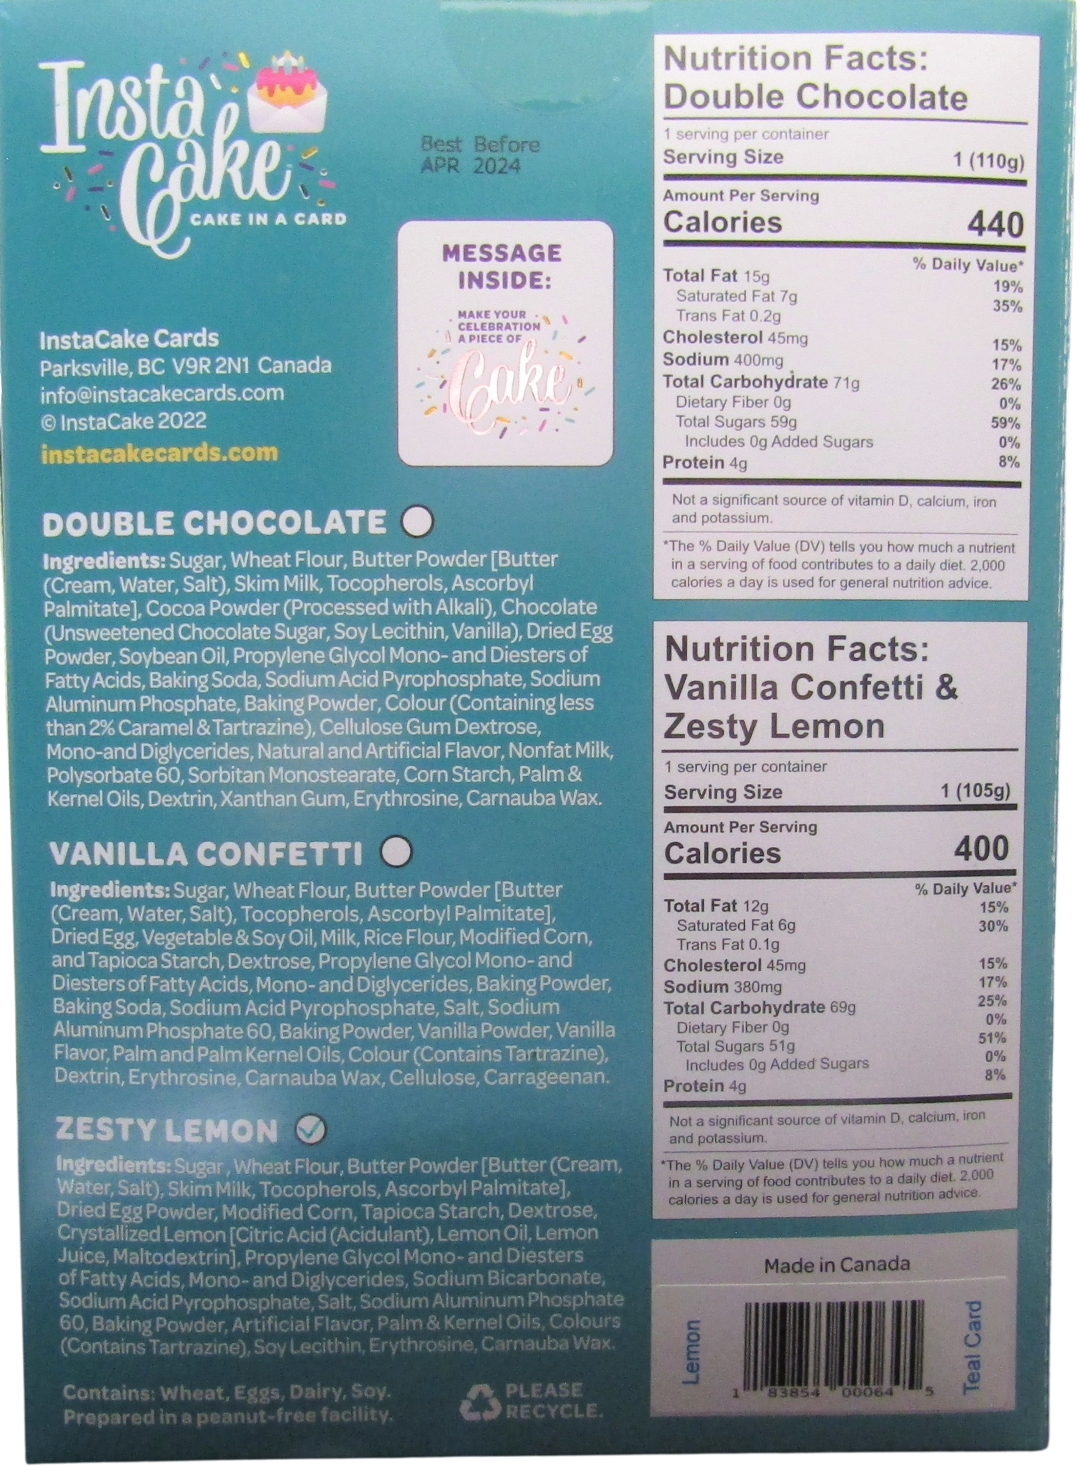 Insta
Cake
CAKE IN A CARD
Best Before
APR 2024
MESSAGE
INSIDE:
MAKE YOUR
CELEBRATION
A PIECE OF
Cake
InstaCake Cards
Parksville, BC V9R 2N1 Canada
info@instacakecards.com
© InstaCake 2022
instacakecards.com
DOUBLE CHOCOLATE
Ingredients: Sugar, Wheat Flour, Butter Powder [Butter
(Cream, Water, Salt), Skim Milk, Tocopherols, Ascorbyl
Palmitate], Cocoa Powder (Processed with Alkali), Chocolate
(Unsweetened Chocolate Sugar, Soy Lecithin, Vanilla), Dried Egg
Powder, Soybean Oil, Propylene Glycol Mono- and Diesters of
Fatty Acids, Baking Soda, Sodium Acid Pyrophosphate, Sodium
Aluminum Phosphate, Baking Powder, Colour (Containing less
than 2% Caramel & Tartrazine), Cellulose Gum Dextrose,
Mono-and Diglycerides, Natural and Artificial Flavor, Nonfat Milk,
Polysorbate 60, Sorbitan Monostearate, Corn Starch, Palm &
Kernel Oils, Dextrin, Xanthan Gum, Erythrosine, Carnauba Wax.
VANILLA CONFETTI
Ingredients: Sugar, Wheat Flour, Butter Powder [Butter
(Cream, Water, Salt), Tocopherols, Ascorbyl Palmitate],
Dried Egg, Vegetable & Soy Oil, Milk, Rice Flour, Modified Corn,
and Tapioca Starch, Dextrose, Propylene Glycol Mono- and
Diesters of Fatty Acids, Mono- and Diglycerides, Baking Powder,
Baking Soda, Sodium Acid Pyrophosphate, Salt, Sodium
Aluminum Phosphate 60, Baking Powder, Vanilla Powder, Vanilla
Flavor, Palm and Palm Kernel Oils, Colour (Contains Tartrazine),
Dextrin, Erythrosine, Carnauba Wax, Cellulose, Carrageenan.
ZESTY LEMON
Ingredients: Sugar, Wheat Flour, Butter Powder [Butter (Cream,
Water, Salt), Skim Milk, Tocopherols, Ascorbyl Palmitate],
Dried Egg Powder, Modified Corn, Tapioca Starch, Dextrose,
Crystallized Lemon [Citric Acid (Acidulant), Lemon Oil, Lemon
Juice, Maltodextrin], Propylene Glycol Mono- and Diesters
of Fatty Acids, Mono- and Diglycerides, Sodium Bicarbonate,
Sodium Acid Pyrophosphate, Salt, Sodium Aluminum Phosphate
60, Baking Powder, Artificial Flavor, Palm & Kernel Oils, Colours
(Contains Tartrazine), Soy Lecithin, Erythrosine, Carnauba Wax.
Contains: Wheat, Eggs, Dairy, Soy.
Prepared in a peanut-free facility.
PLEASE
RECYCLE.
Nutrition Facts:
Double Chocolate
1 serving per container
Serving Size 1 (110g)
Amount Per Serving
Calories 440
% Daily Value*
Total Fat 15g 19%
Saturated Fat 7g 35%
Trans Fat 0.2g
Cholesterol 45mg 15%
Sodium 400mg 17%
Total Carbohydrate 71g 26%
Dietary Fiber 0g 0%
Total Sugars 59g 59%
Includes 0g Added Sugars 0%
Protein 4g 8%
Not a significant source of vitamin D, calcium, iron
and potassium.
*The % Daily Value (DV) tells you how much a nutrient
in a serving of food contributes to a daily diet. 2,000
calories a day is used for general nutrition advice.
Nutrition Facts:
Vanilla Confetti &
Zesty Lemon
1 serving per container
Serving Size 1 (105g)
Amount Per Serving
Calories 400
% Daily Value*
Total Fat 12g 15%
Saturated Fat 6g 30%
Trans Fat 0.1g
Cholesterol 45mg 15%
Sodium 380mg 17%
Total Carbohydrate 69g 25%
Dietary Fiber 0g 0%
Total Sugars 51g 51%
Includes 0g Added Sugars 0%
Protein 4g 8%
Not a significant source of vitamin D, calcium, iron
and potassium.
*The % Daily Value (DV) tells you how much a nutrient
in a serving of food contributes to a daily diet. 2,000
calories a day is used for general nutrition advice.
Made in Canada
Lemon
1 83854 00064 5
Teal Card